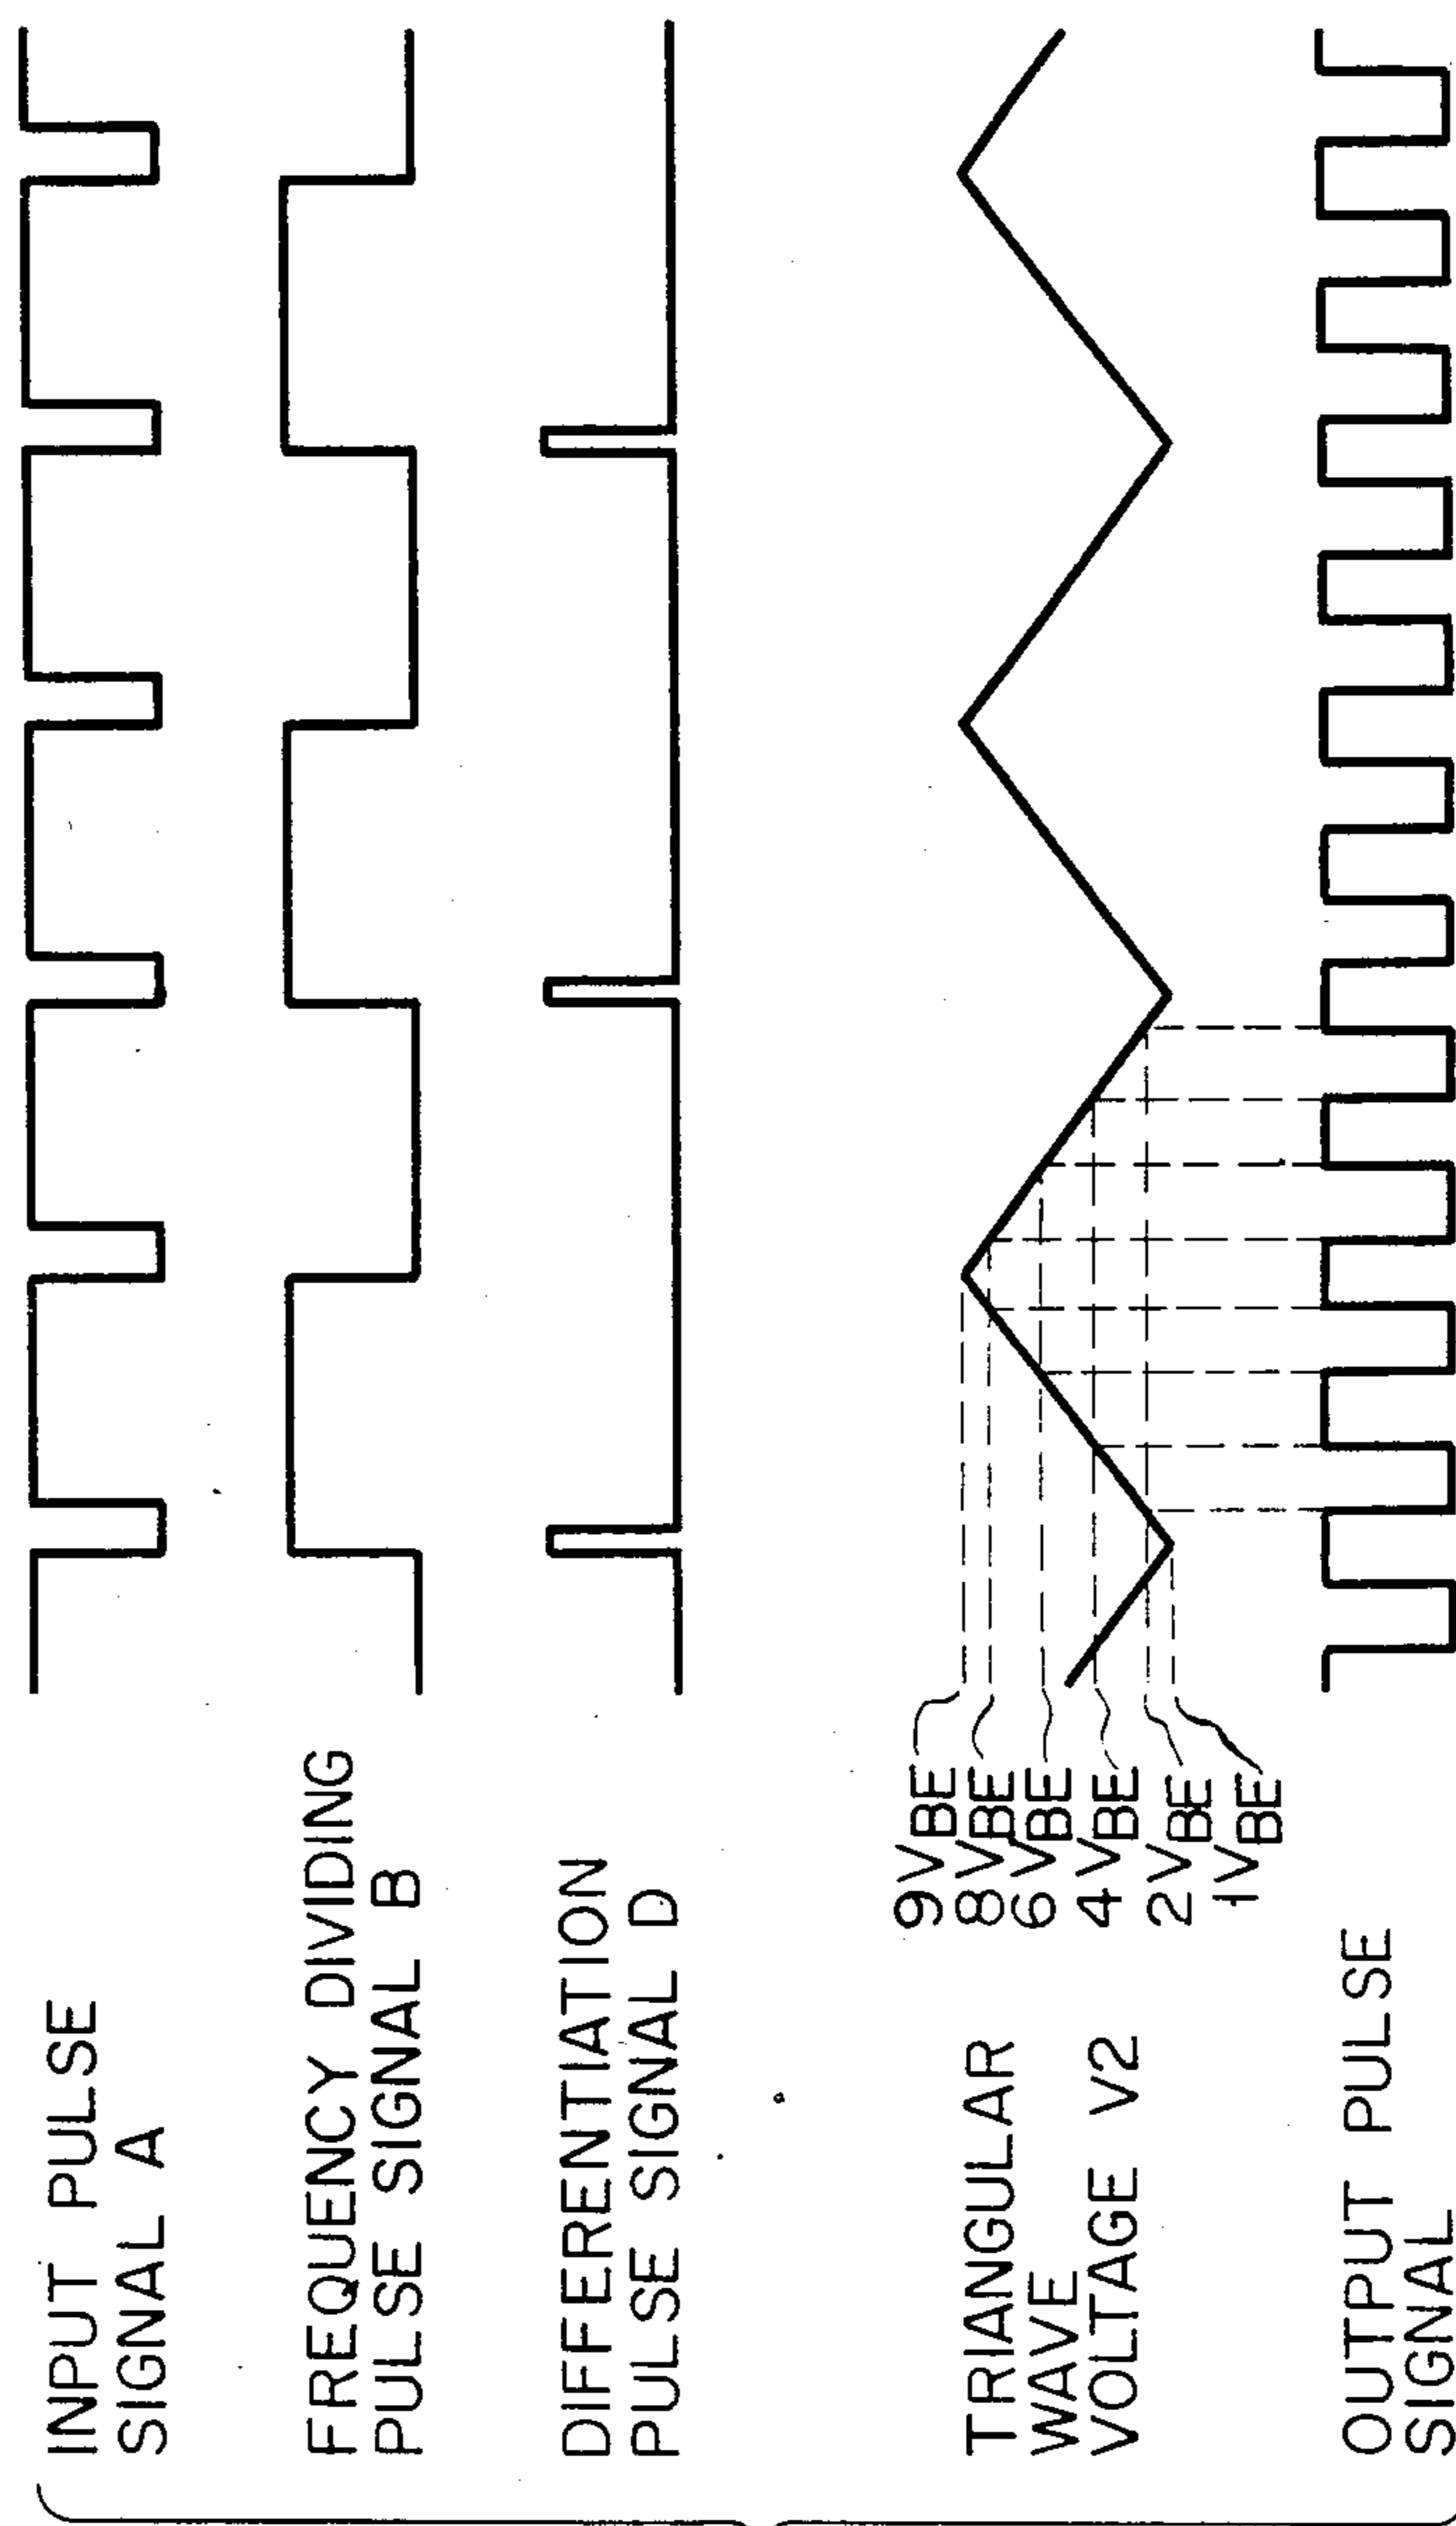 INPUT PULSE
SIGNAL A
FREQUENCY DIVIDING
PULSE SIGNAL B
DIFFERENTIATION
PULSE SIGNAL D
TRIANGULAR
WAVE
VOLTAGE V2
9VBE
8VBE
6VBE
4VBE
2VBE
1VBE
OUTPUT PULSE
SIGNAL